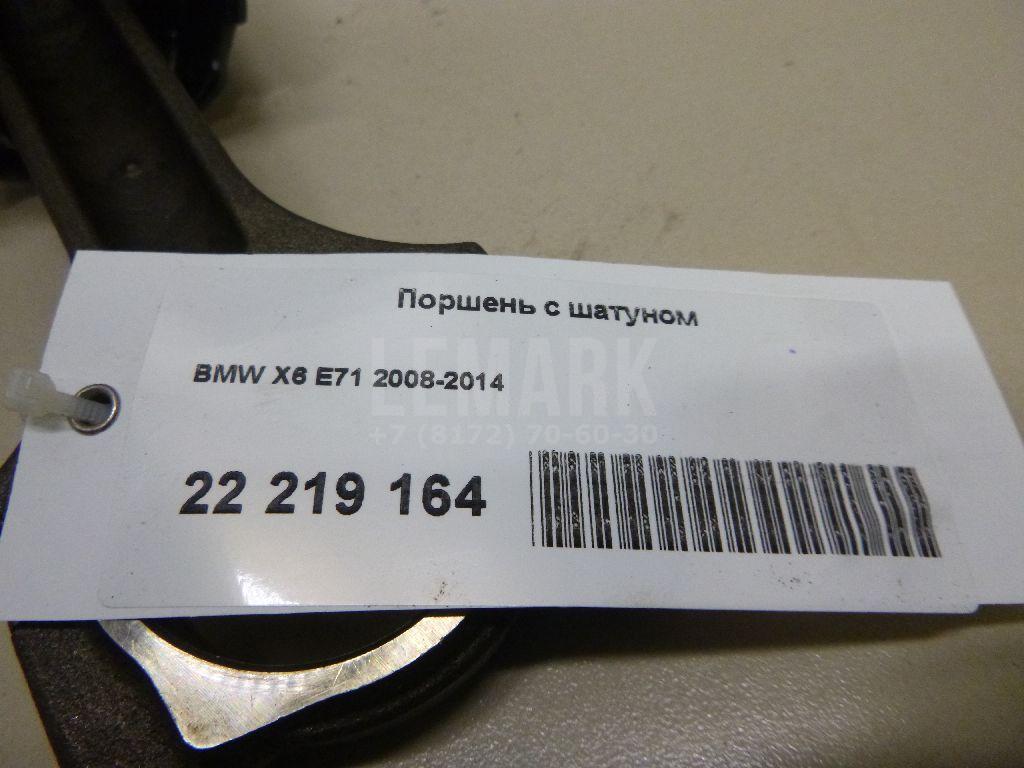 Поршень с шатуном
LEMARK
BMW X6 E71 2008-2014
+7 (8172) 70-60-30
22 219 164